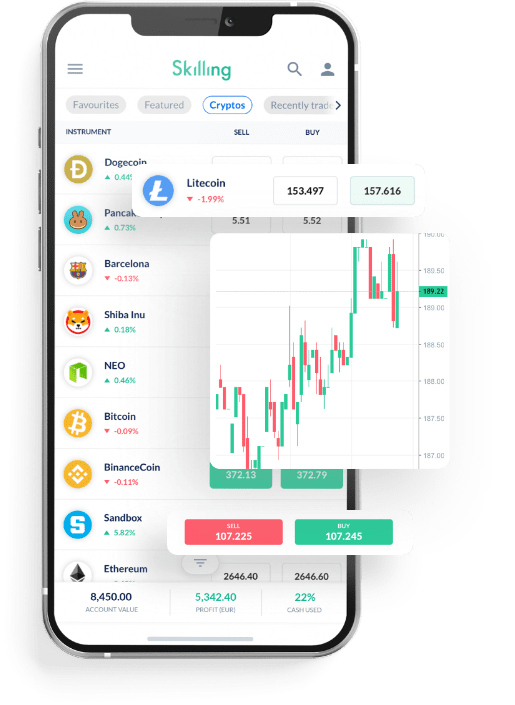 Skilling
Favourites Featured Cryptos Recently trade
INSTRUMENT SELL BUY
Dogecoin
0.44%
Litecoin
-1.99%
153.497 157.616
0.73%
5.51 5.52
Barcelona
-0.13%
Shiba Inu
0.18%
NEO
0.46%
Bitcoin
-0.09%
BinanceCoin
-0.11%
372.13 372.79
190.00
189.50
189.22
189.00
188.50
188.00
187.50
187.00
Sandbox
5.82%
SELL
107.225
BUY
107.245
Ethereum
2646.40 2646.60
8,450.00
ACCOUNT VALUE
5,342.40
PROFIT (EUR)
22%
CASH USED